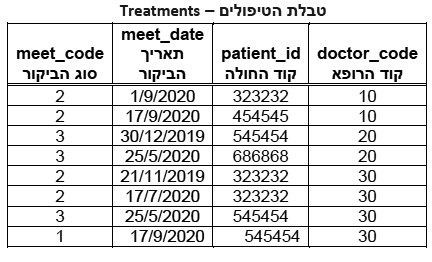 טבלת הטיפולים – Treatments
doctor_code patient_id meet_date meet_code
קוד הרופא קוד החולה תאריך הביקור סוג הביקור
10 323232 1/9/2020 2
10 454545 17/9/2020 2
20 545454 30/12/2019 3
20 686868 25/5/2020 3
30 323232 21/11/2019 2
30 323232 17/7/2020 2
30 545454 25/5/2020 3
30 545454 17/9/2020 1